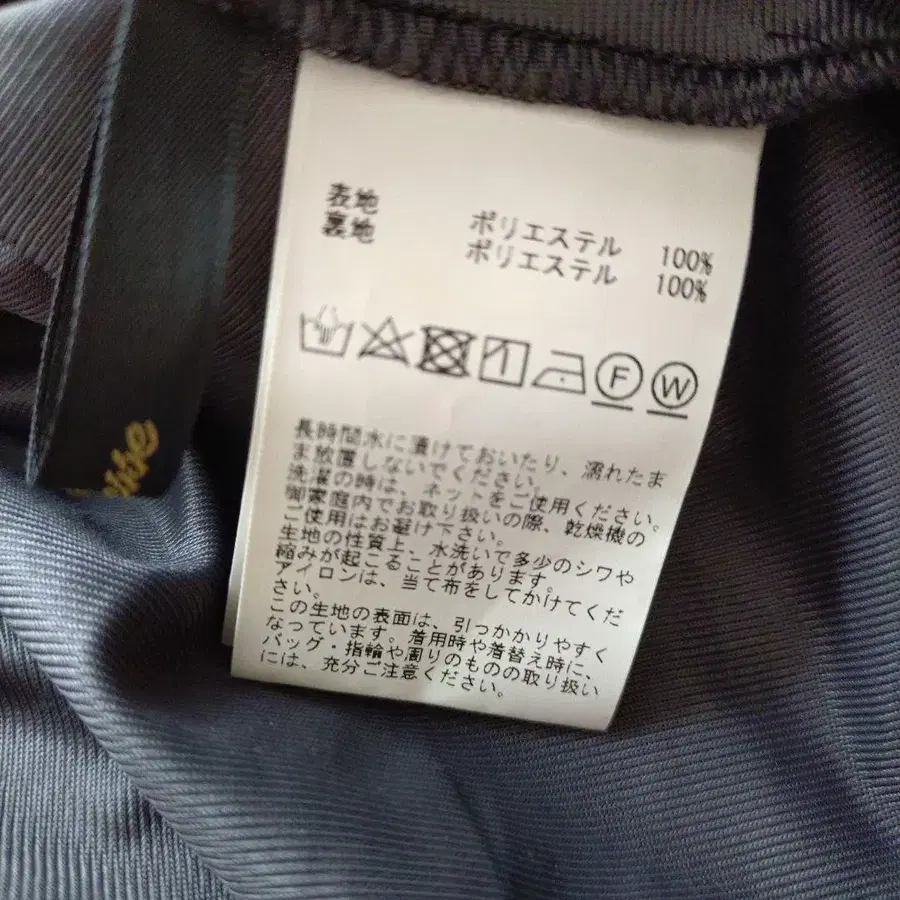 表地 ポリエステル 100%
裏地 ポリエステル 100%
F W
長時間水に漬けておいたり、濡れたまま
放置しないでください。
洗濯の時は、ネットをご使用ください。
御家庭内でお取り扱いの際、乾燥機の
ご使用はお避け下さい。
生地の性質上、水洗いで多少のシワや
縮みが起こることがあります。
アイロンは、当て布をしてかけてくだ
さい。
この生地の表面は、引っかかりやすく
なっています。着用時や着替え時に、
バッグ・指輪や周りのものの取り扱い
には、充分ご注意ください。